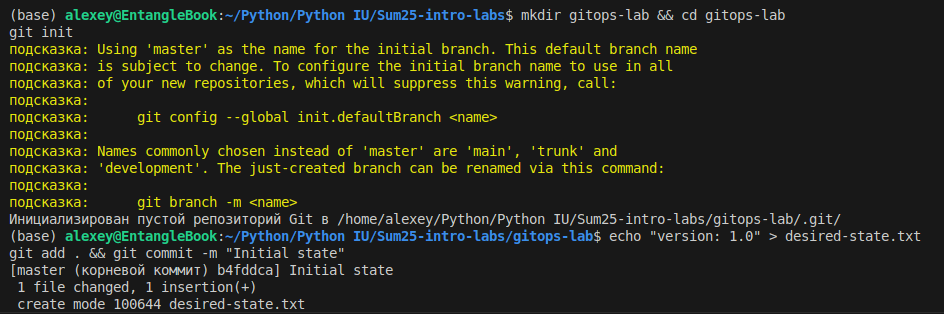 (base) alexey@EntangleBook:~/Python/Python IU/Sum25-intro-labs$ mkdir gitops-lab && cd gitops-lab
git init
подсказка: Using 'master' as the name for the initial branch. This default branch name
подсказка: is subject to change. To configure the initial branch name to use in all
подсказка: of your new repositories, which will suppress this warning, call:
подсказка:
подсказка:     git config --global init.defaultBranch <name>
подсказка:
подсказка: Names commonly chosen instead of 'master' are 'main', 'trunk' and
подсказка: 'development'. The just-created branch can be renamed via this command:
подсказка:
подсказка:     git branch -m <name>
Инициализирован пустой репозиторий Git в /home/alexey/Python/Python IU/Sum25-intro-labs/gitops-lab/.git/
(base) alexey@EntangleBook:~/Python/Python IU/Sum25-intro-labs/gitops-lab$ echo "version: 1.0" > desired-state.txt
git add . && git commit -m "Initial state"
[master (корневой коммит) b4fddca] Initial state
 1 file changed, 1 insertion(+)
 create mode 100644 desired-state.txt